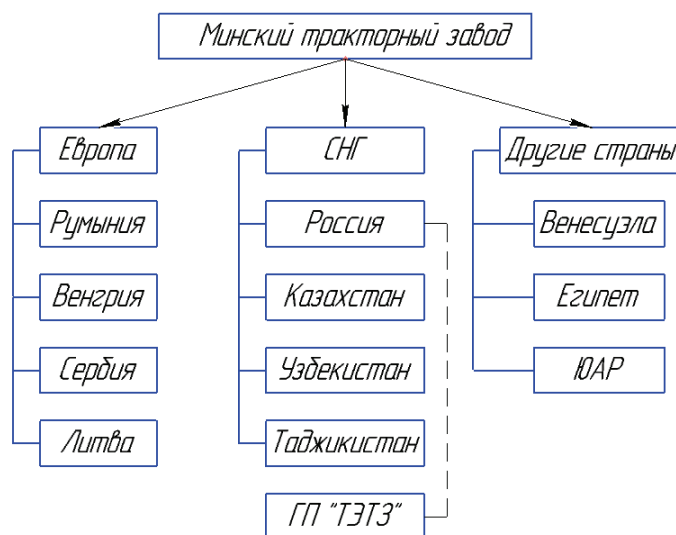 Минский тракторный завод
Европа
Румыния
Венгрия
Сербия
Литва
СНГ
Россия
Казахстан
Узбекистан
Таджикистан
ГП "ТЭТЗ"
Другие страны
Венесуэла
Египет
ЮАР